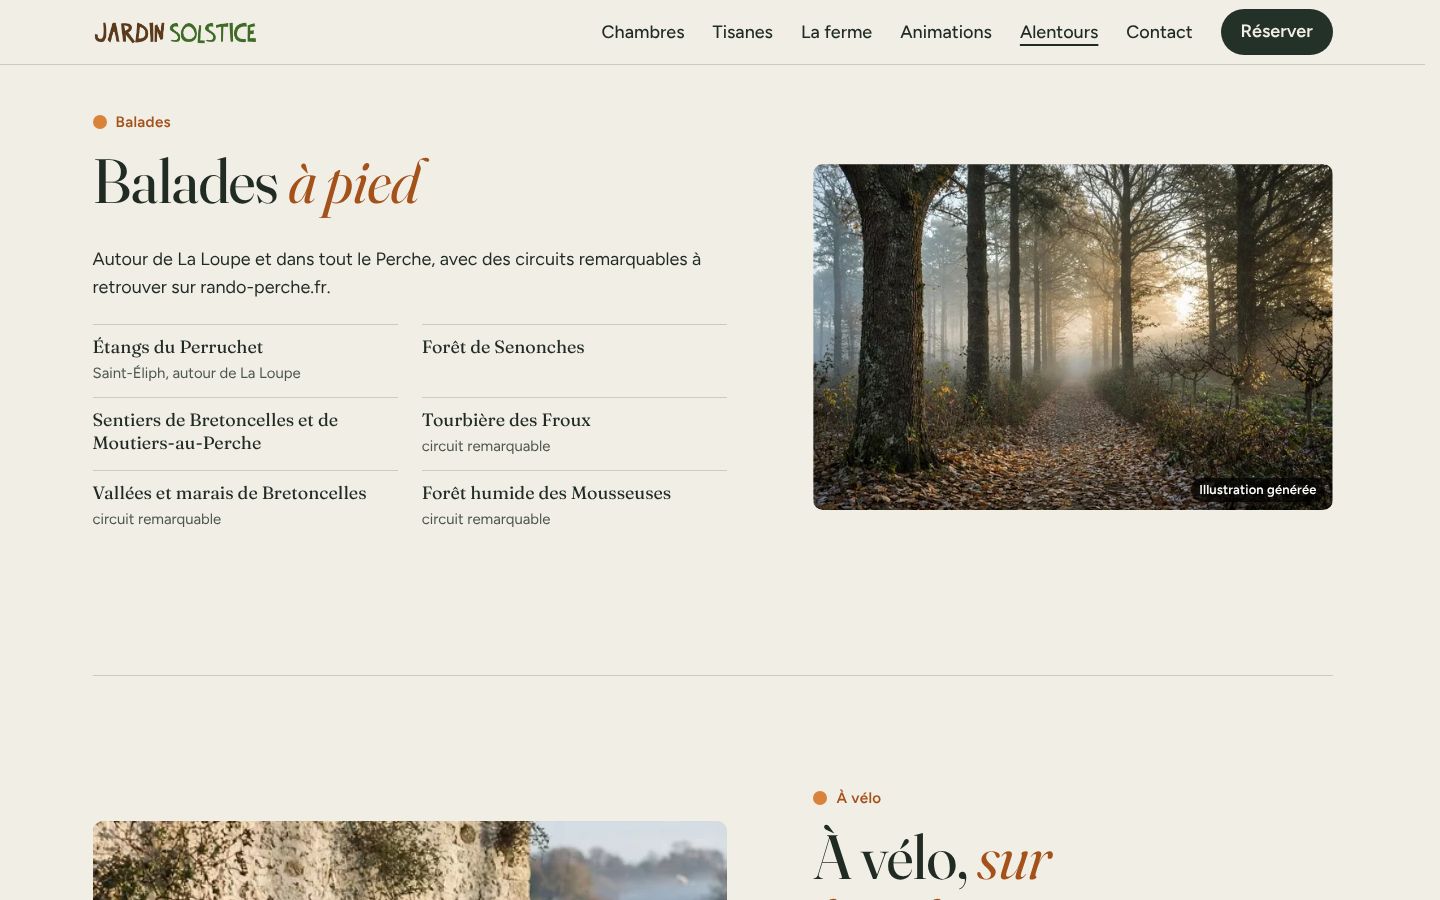 JARDIN SOLSTICE
Chambres
Tisanes
La ferme
Animations
Alentours
Contact
Réserver
Balades
Balades à pied
Autour de La Loupe et dans tout le Perche, avec des circuits remarquables à
retrouver sur rando-perche.fr.
Étangs du Perruchet
Saint-Éliph, autour de La Loupe
Forêt de Senonches
Sentiers de Bretoncelles et de
Moutiers-au-Perche
Tourbière des Froux
circuit remarquable
Vallées et marais de Bretoncelles
circuit remarquable
Forêt humide des Mousseuses
circuit remarquable
Illustration générée
À vélo
À vélo, sur